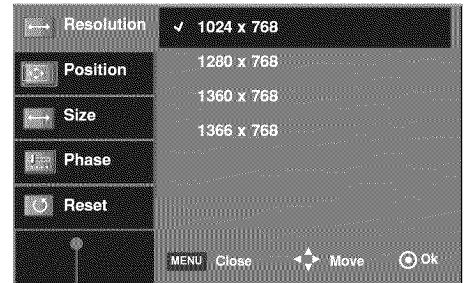 Resolution
Position
Size
Phase
Reset
✓ 1024 x 768
1280 x 768
1360 x 768
1366 x 768
MENU Close Move Ok